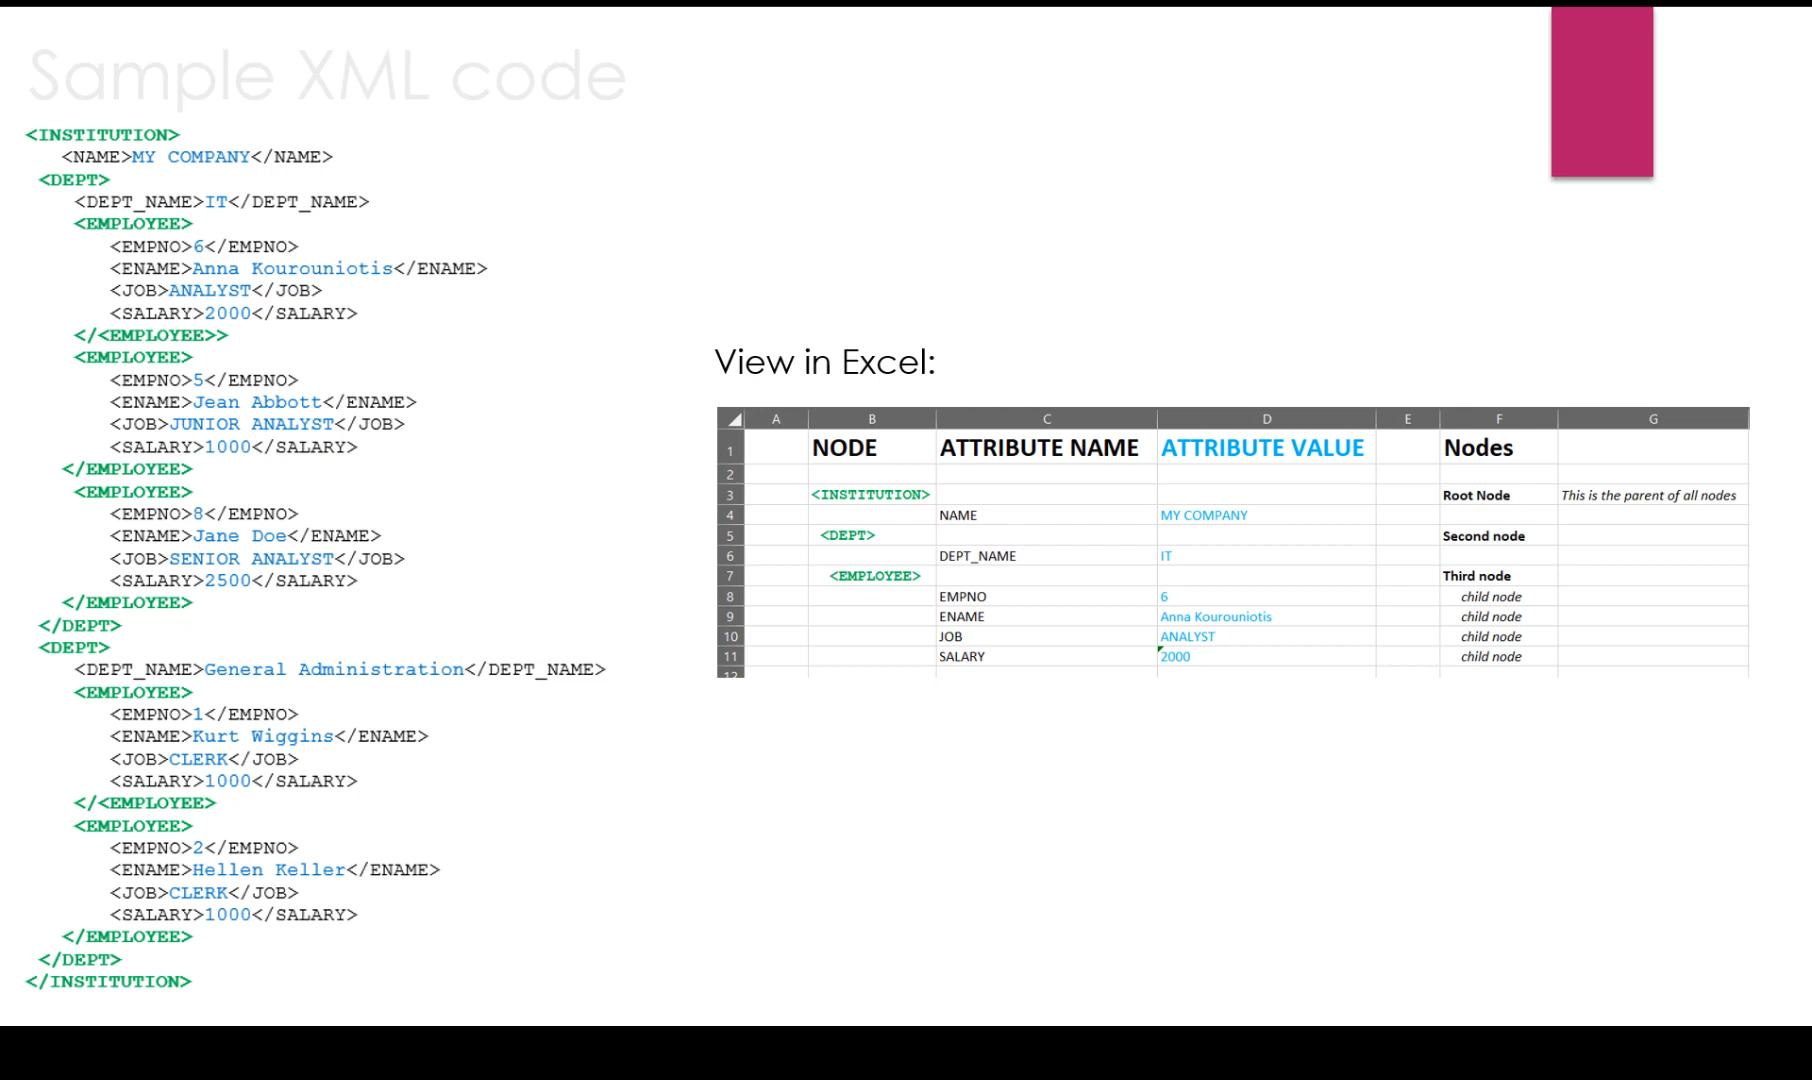 Sample XML code
<INSTITUTION>
<NAME>MY COMPANY</NAME>
<DEPT>
<DEPT_NAME>IT</DEPT_NAME>
<EMPLOYEE>
<EMPNO>6</EMPNO>
<ENAME>Anna Kourouniotis</ENAME>
<JOB>ANALYST</JOB>
<SALARY>2000</SALARY>
</<EMPLOYEE>>
<EMPLOYEE>
<EMPNO>5</EMPNO>
<ENAME>Jean Abbott</ENAME>
<JOB>JUNIOR ANALYST</JOB>
<SALARY>1000</SALARY>
</EMPLOYEE>
<EMPLOYEE>
<EMPNO>8</EMPNO>
<ENAME>Jane Doe</ENAME>
<JOB>SENIOR ANALYST</JOB>
<SALARY>2500</SALARY>
</EMPLOYEE>
</DEPT>
<DEPT>
<DEPT_NAME>General Administration</DEPT_NAME>
<EMPLOYEE>
<EMPNO>1</EMPNO>
<ENAME>Kurt Wiggins</ENAME>
<JOB>CLERK</JOB>
<SALARY>1000</SALARY>
</<EMPLOYEE>
<EMPLOYEE>
<EMPNO>2</EMPNO>
<ENAME>Hellen Keller</ENAME>
<JOB>CLERK</JOB>
<SALARY>1000</SALARY>
</EMPLOYEE>
</DEPT>
</INSTITUTION>
View in Excel:
A B C D E F G
1 NODE ATTRIBUTE NAME ATTRIBUTE VALUE Nodes
2
3 <INSTITUTION> Root Node This is the parent of all nodes
4 NAME MY COMPANY
5 <DEPT> Second node
6 DEPT_NAME IT
7 <EMPLOYEE> Third node
8 EMPNO 6 child node
9 ENAME Anna Kourouniotis child node
10 JOB ANALYST child node
11 SALARY 2000 child node
12